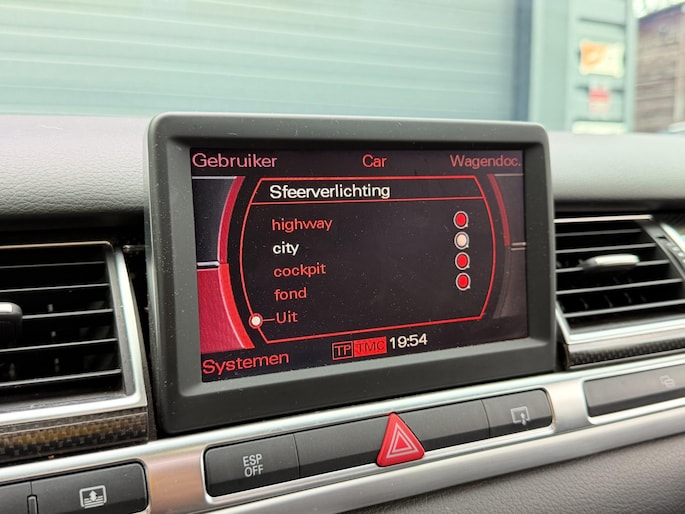 Gebruiker Car Wagendoc.
Sfeerverlichting
highway
city
cockpit
fond
Uit
Systemen TP TMC 19:54
ESP
OFF